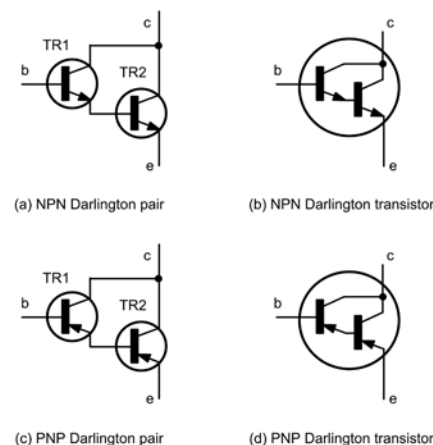 c
TR1
b
TR2
e
(a) NPN Darlington pair
c
b
e
(b) NPN Darlington transistor
c
TR1
b
TR2
e
(c) PNP Darlington pair
c
b
e
(d) PNP Darlington transistor